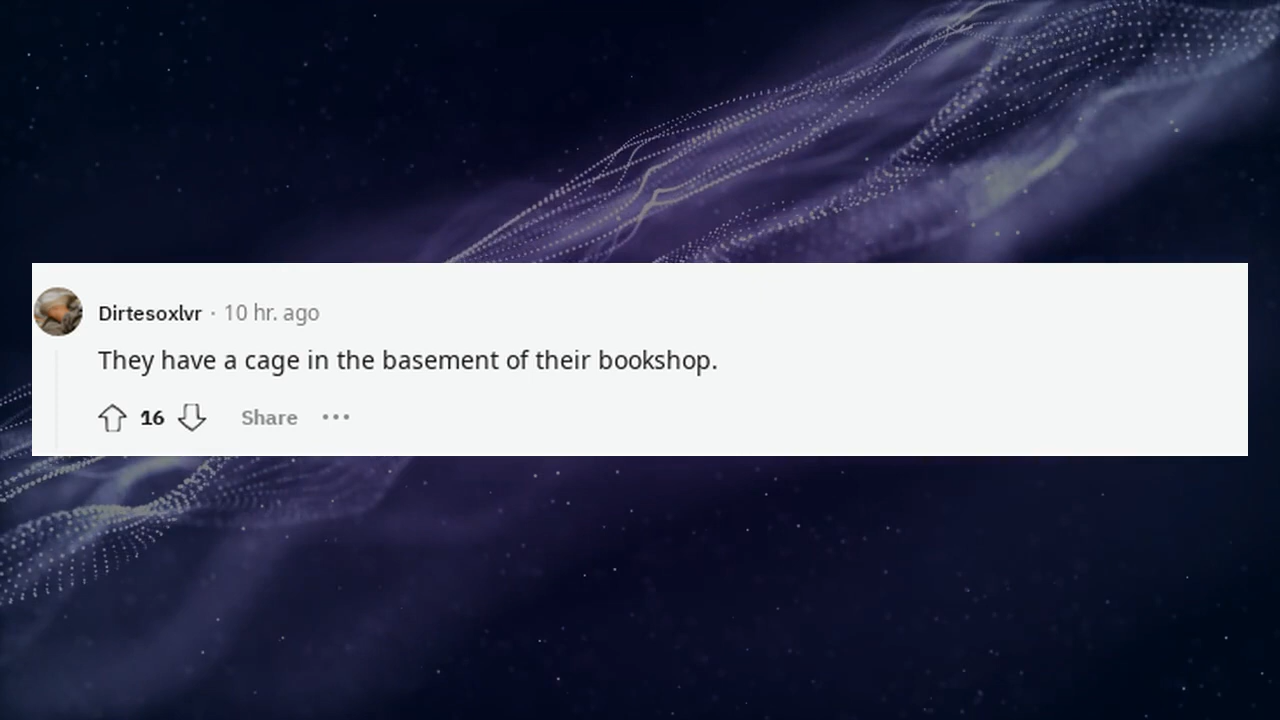 Dirtesoxlvr · 10 hr. ago
They have a cage in the basement of their bookshop.
16 Share •••